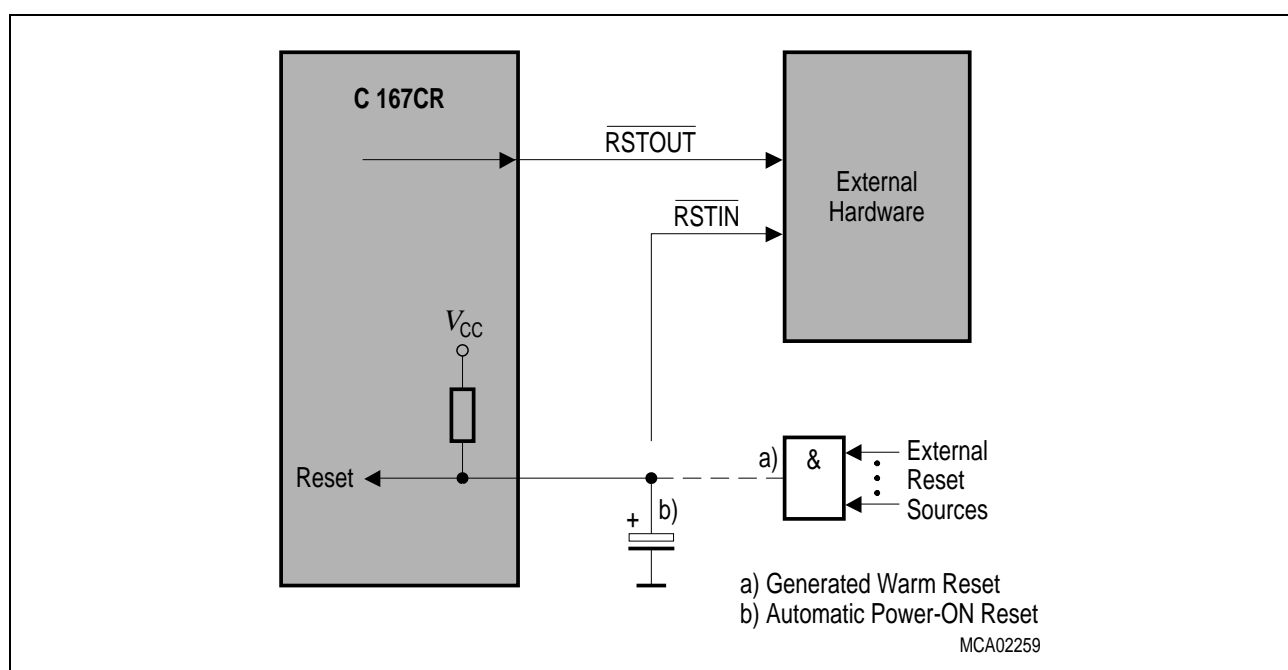 C 167CR
RSTOUT
External
Hardware
RSTIN
VCC
Reset
a)
&
External
Reset
Sources
b)
+
a) Generated Warm Reset
b) Automatic Power-ON Reset
MCA02259